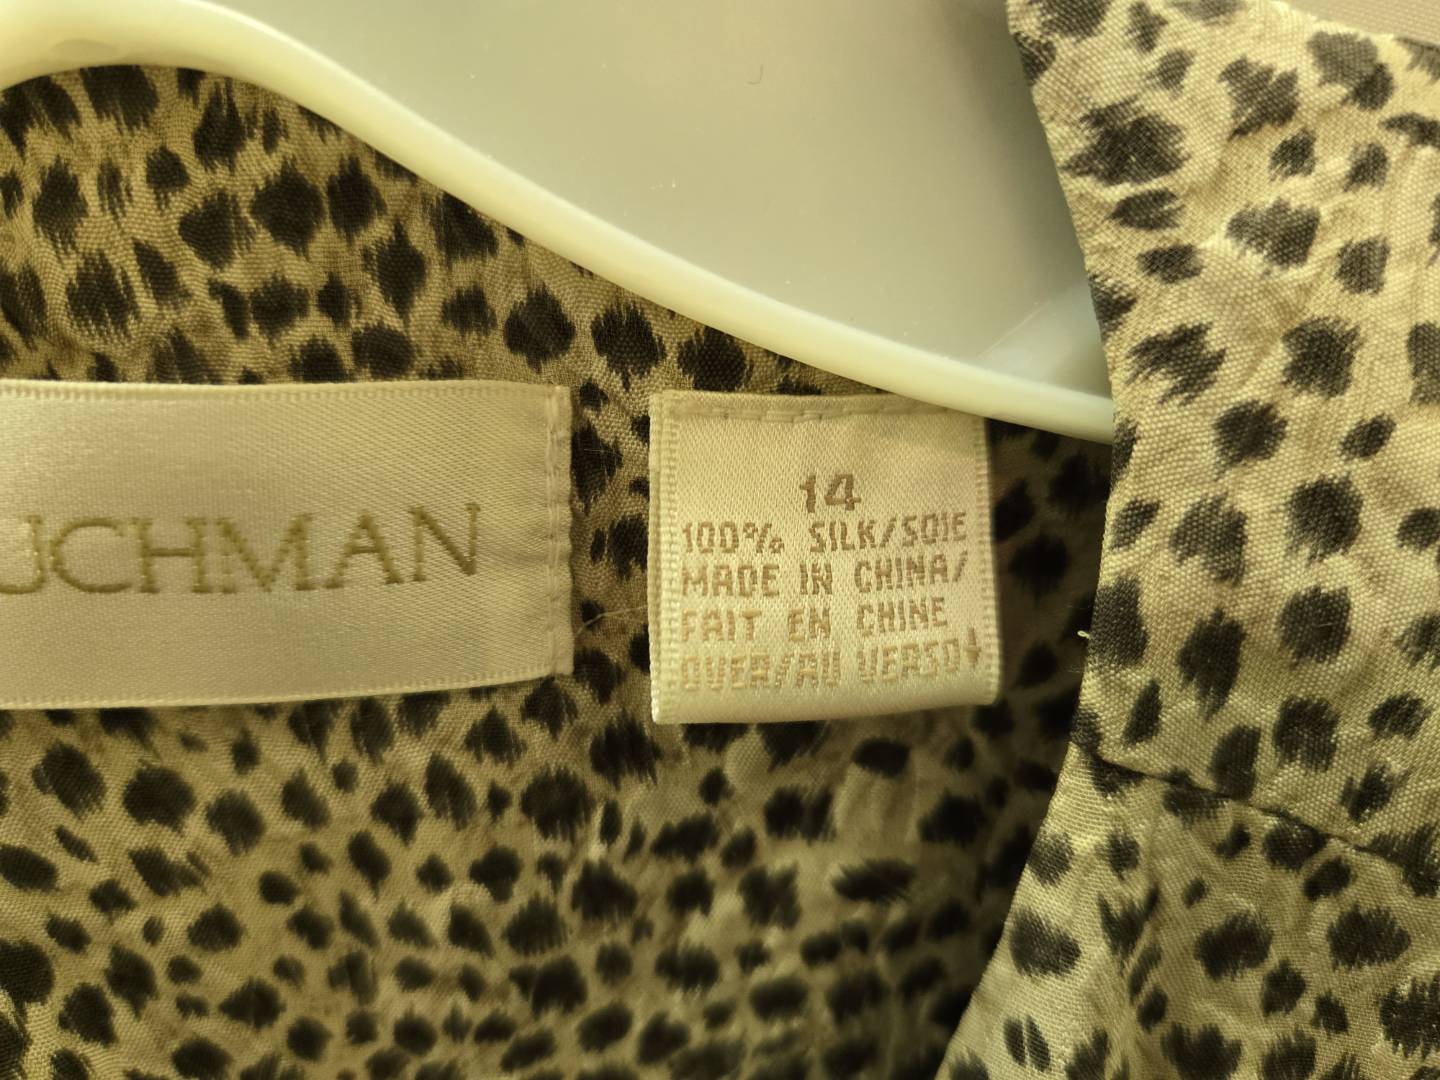 UCHMAN
14
100% SILK/SOIE
MADE IN CHINA/
FAIT EN CHINE
OVER/AU VERSO↓